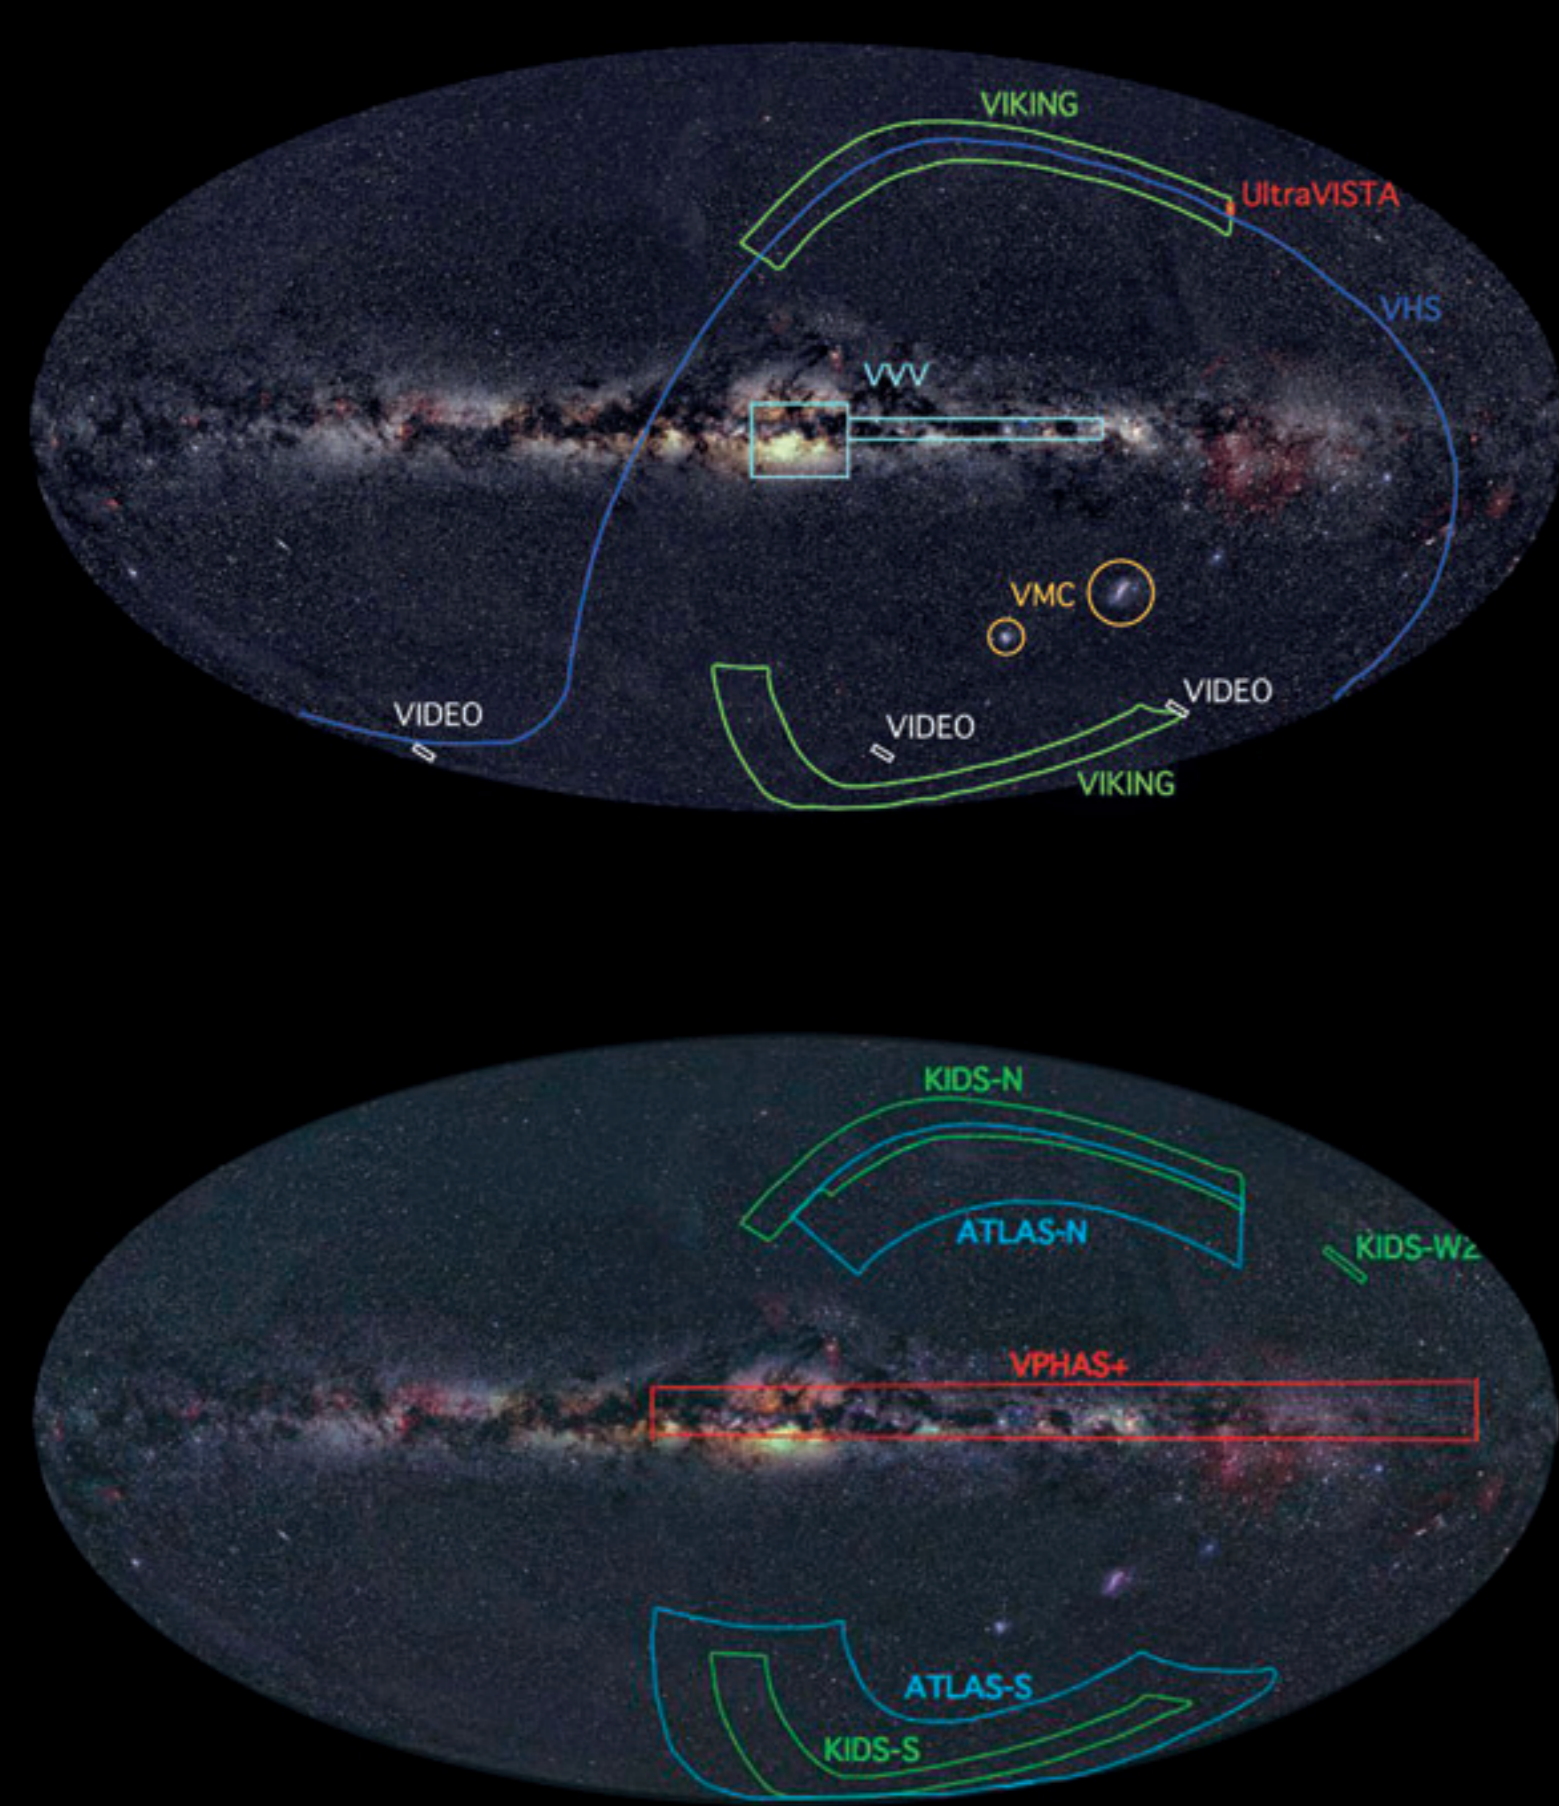 VIKING
UltraVISTA
VHS
VVV
VMC
VIDEO
VIDEO
VIDEO
VIKING
KIDS-N
ATLAS-N
KIDS-W2
VPHAS+
ATLAS-S
KIDS-S